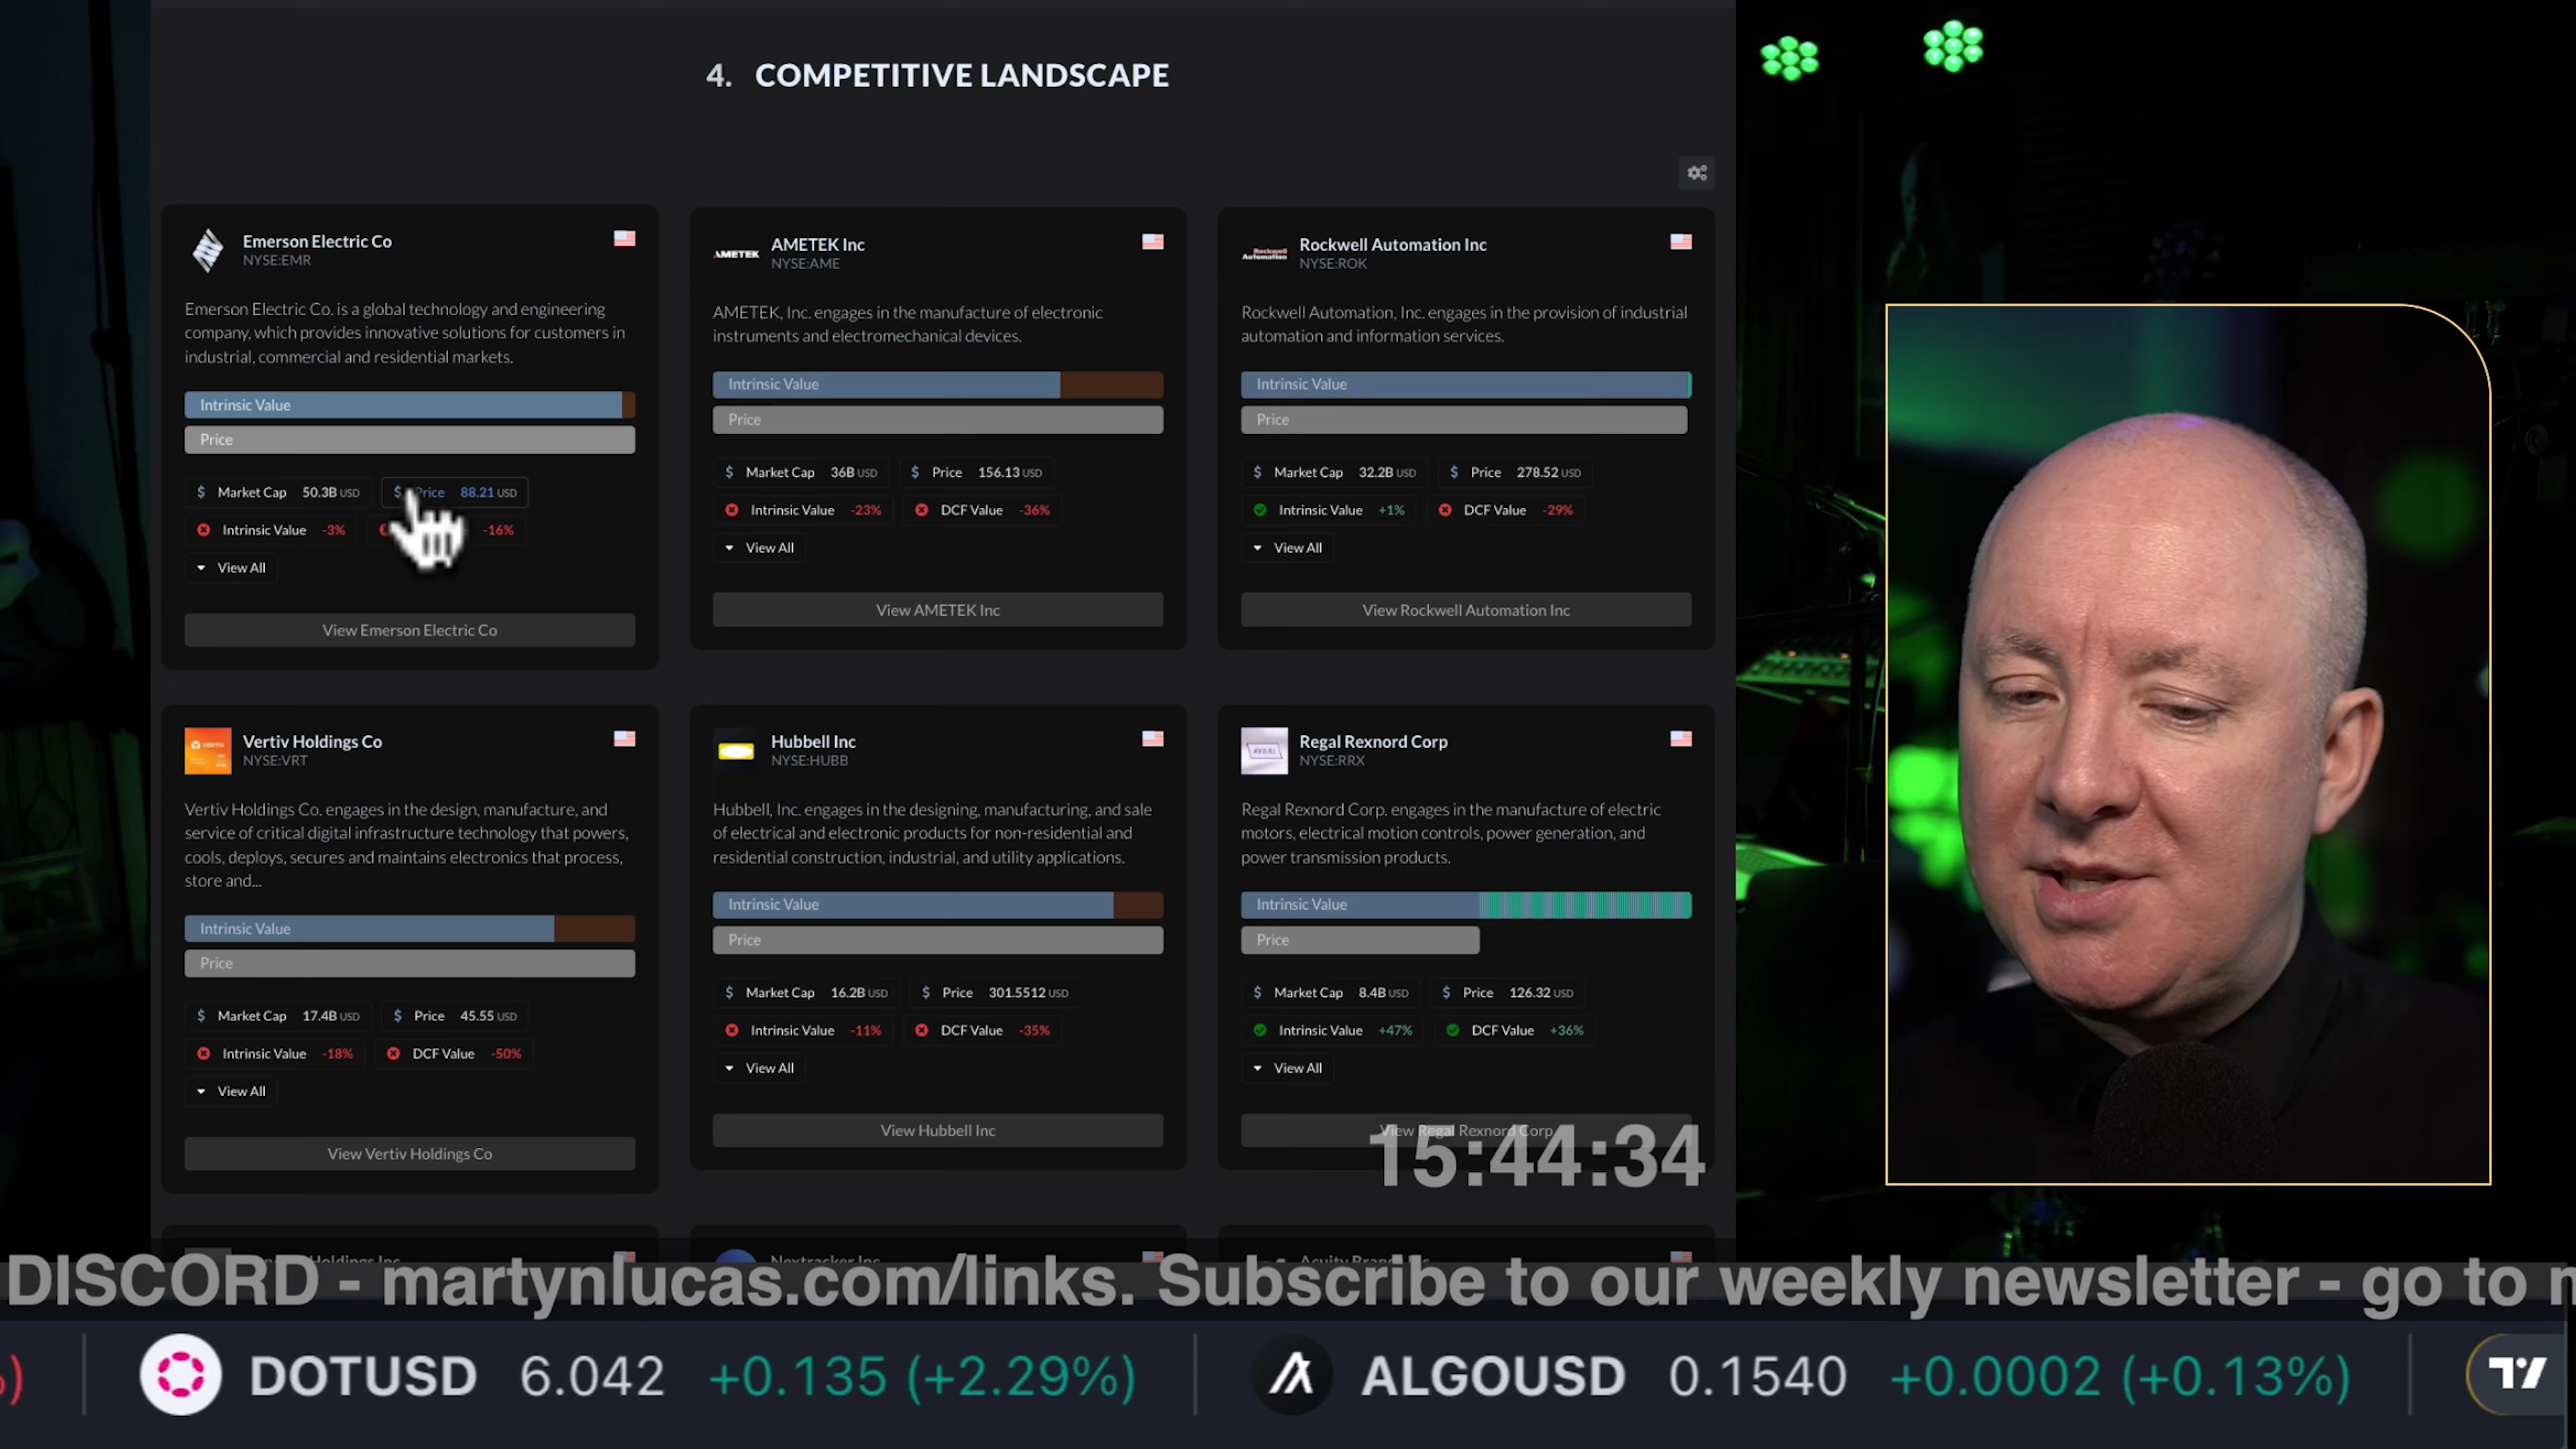 4. COMPETITIVE LANDSCAPE
Emerson Electric Co
NYSE:EMR
Emerson Electric Co. is a global technology and engineering
company, which provides innovative solutions for customers in
industrial, commercial and residential markets.
Intrinsic Value
Price
$ Market Cap 50.3B USD $ Price 88.21 USD
Intrinsic Value -3% -16%
View All
View Emerson Electric Co
AMETEK
AMETEK Inc
NYSE:AME
AMETEK, Inc. engages in the manufacture of electronic
instruments and electromechanical devices.
Intrinsic Value
Price
$ Market Cap 36B USD $ Price 156.13 USD
Intrinsic Value -23% DCF Value -36%
View All
View AMETEK Inc
Rockwell
Automation
Rockwell Automation Inc
NYSE:ROK
Rockwell Automation, Inc. engages in the provision of industrial
automation and information services.
Intrinsic Value
Price
$ Market Cap 32.2B USD $ Price 278.52 USD
Intrinsic Value +1% DCF Value -29%
View All
View Rockwell Automation Inc
VERTIV
Vertiv Holdings Co
NYSE:VRT
Vertiv Holdings Co. engages in the design, manufacture, and
service of critical digital infrastructure technology that powers,
cools, deploys, secures and maintains electronics that process,
store and...
Intrinsic Value
Price
$ Market Cap 17.4B USD $ Price 45.55 USD
Intrinsic Value -18% DCF Value -50%
View All
View Vertiv Holdings Co
Hubbell Inc
NYSE:HUBB
Hubbell, Inc. engages in the designing, manufacturing, and sale
of electrical and electronic products for non-residential and
residential construction, industrial, and utility applications.
Intrinsic Value
Price
$ Market Cap 16.2B USD $ Price 301.5512 USD
Intrinsic Value -11% DCF Value -35%
View All
View Hubbell Inc
REGAL
Regal Rexnord Corp
NYSE:RRX
Regal Rexnord Corp. engages in the manufacture of electric
motors, electrical motion controls, power generation, and
power transmission products.
Intrinsic Value
Price
$ Market Cap 8.4B USD $ Price 126.32 USD
Intrinsic Value +47% DCF Value +36%
View All
View Regal Rexnord Corp
15:44:34
Holdings Inc
Nextracker Inc
Acuity Brands Inc
DISCORD - martynlucas.com/links. Subscribe to our weekly newsletter - go to
DOTUSD 6.042 +0.135 (+2.29%) ALGOUSD 0.1540 +0.0002 (+0.13%)